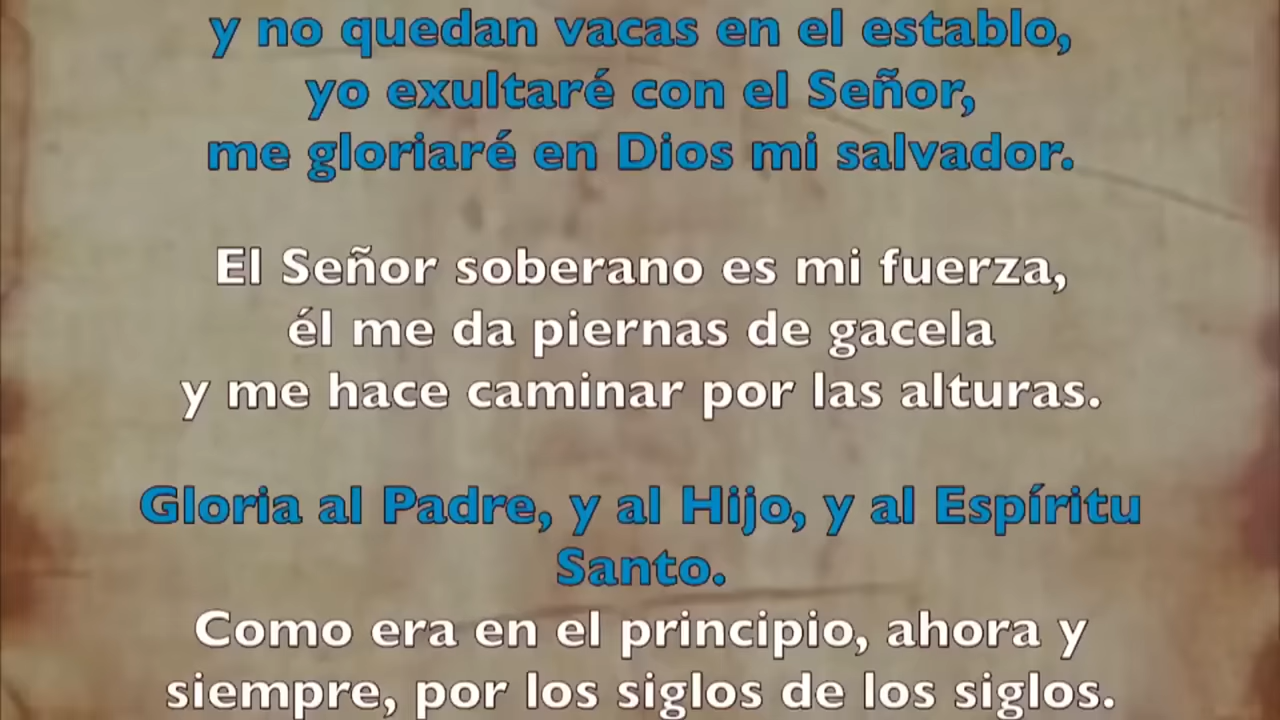 y no quedan vacas en el establo,
yo exultaré con el Señor,
me gloriaré en Dios mi salvador.
El Señor soberano es mi fuerza,
él me da piernas de gacela
y me hace caminar por las alturas.
Gloria al Padre, y al Hijo, y al Espíritu
Santo.
Como era en el principio, ahora y
siempre, por los siglos de los siglos.